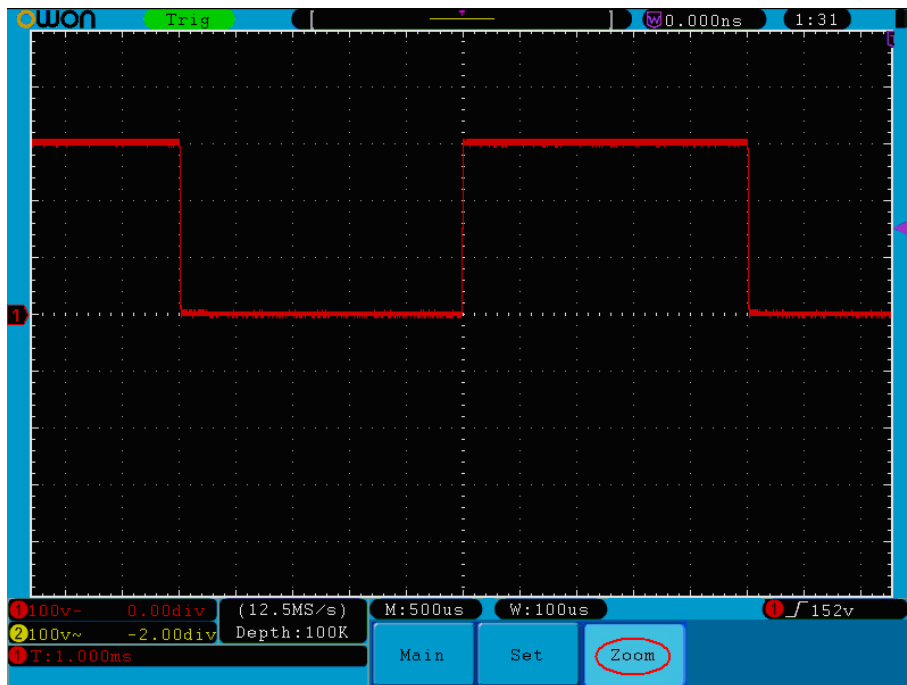 owon Trig [ T ] W 0.000ns 1:31
T
1
1 100v- 0.00div (12.5MS/s) M:500us W:100us 1 152v
2 100v~ -2.00div Depth:100K
1 T:1.000ms Main Set Zoom